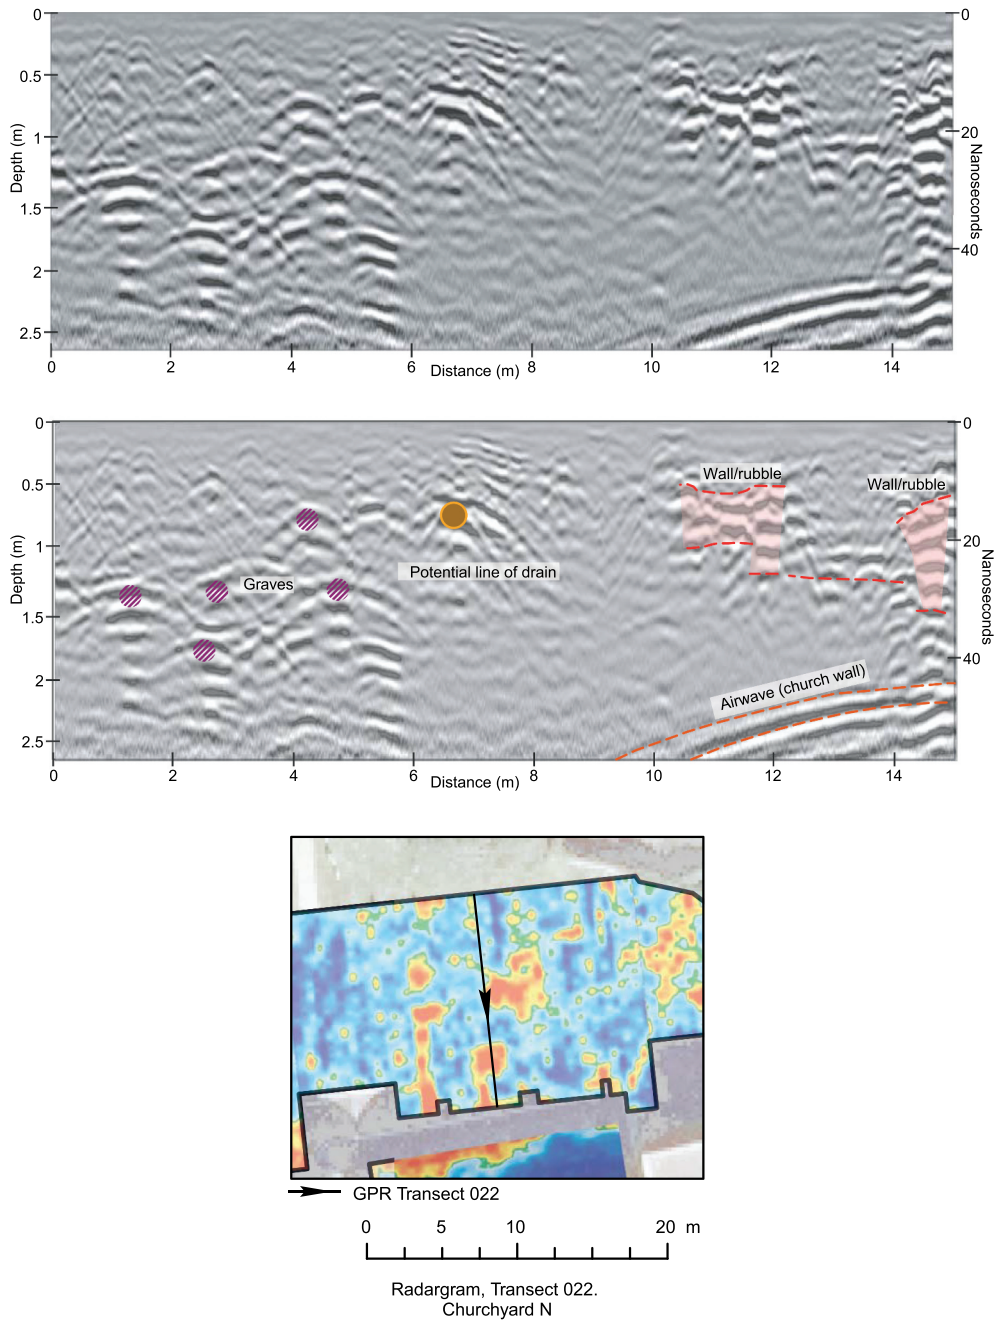 0
0
0.5
1
20
Depth (m)
Nanoseconds
1.5
40
2
2.5
0 2 4 6 8 10 12 14
Distance (m)
0
0
Wall/rubble
Wall/rubble
0.5
20
1
Depth (m)
Potential line of drain
Graves
Nanoseconds
1.5
40
Airwave (church wall)
2
2.5
0 2 4 6 8 10 12 14
Distance (m)
GPR Transect 022
0 5 10 20 m
Radargram, Transect 022.
Churchyard N